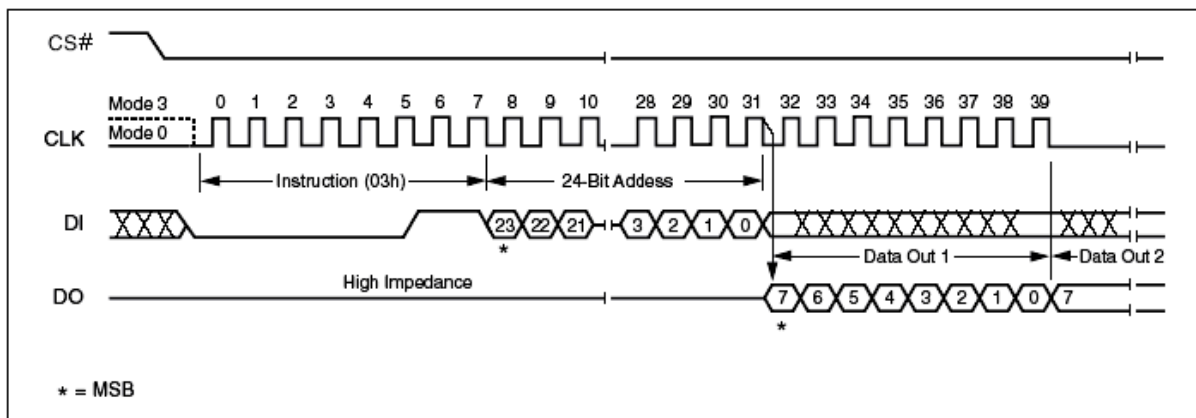 CS#
Mode 3
0 1 2 3 4 5 6 7 8 9 10 28 29 30 31 32 33 34 35 36 37 38 39
Mode 0
CLK
Instruction (03h)
24-Bit Addess
DI
23 22 21 3 2 1 0
*
Data Out 1
Data Out 2
High Impedance
DO
7 6 5 4 3 2 1 0 7
*
* = MSB